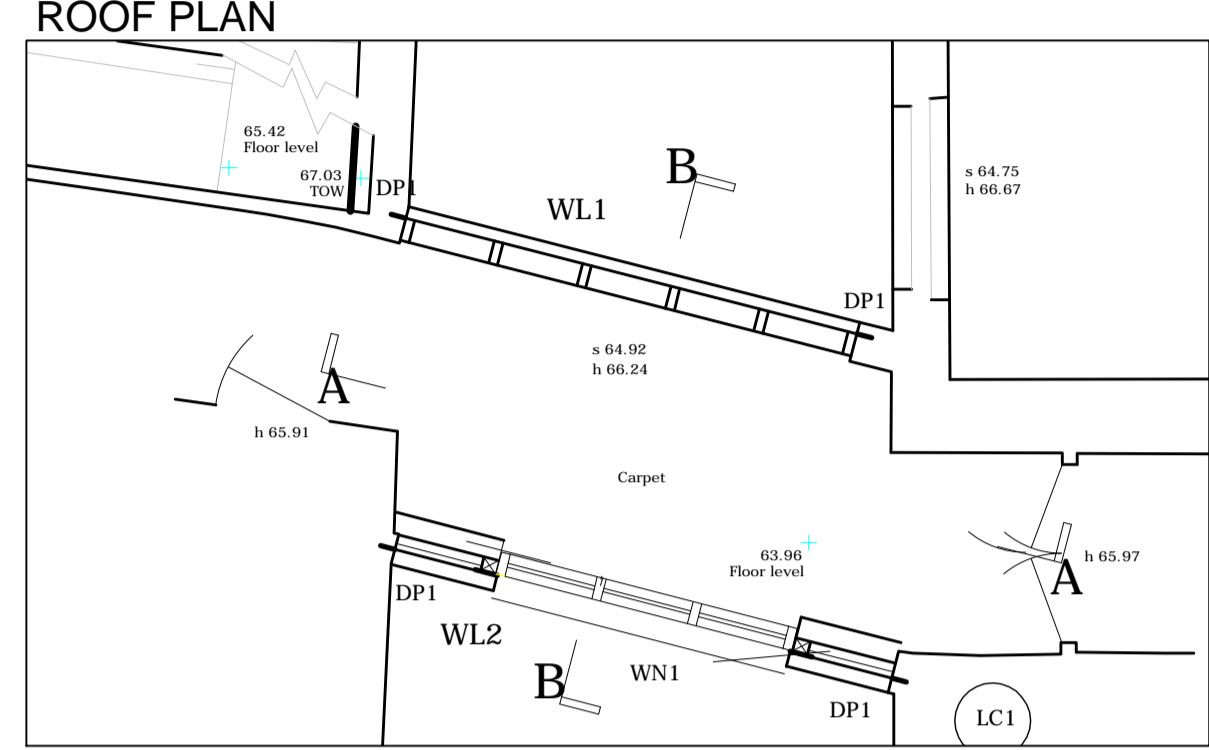 ROOF PLAN
65.42
Floor level
67.03
TOW
DP1
WL1
B
s 64.75
h 66.67
DP1
s 64.92
h 66.24
A
h 65.91
Carpet
63.96
Floor level
h 65.97
A
DP1
WL2
WN1
B
DP1
LC1